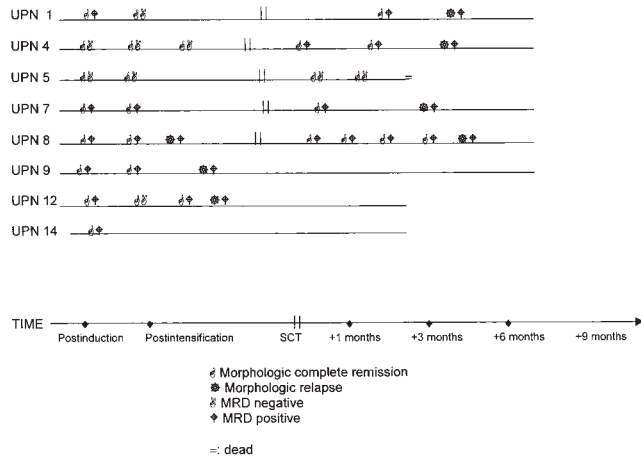 UPN 1
UPN 4
UPN 5
UPN 7
UPN 8
UPN 9
UPN 12
UPN 14
TIME
Postinduction Postintensification SCT +1 months +3 months +6 months +9 months
Morphologic complete remission
Morphologic relapse
MRD negative
MRD positive
=: dead